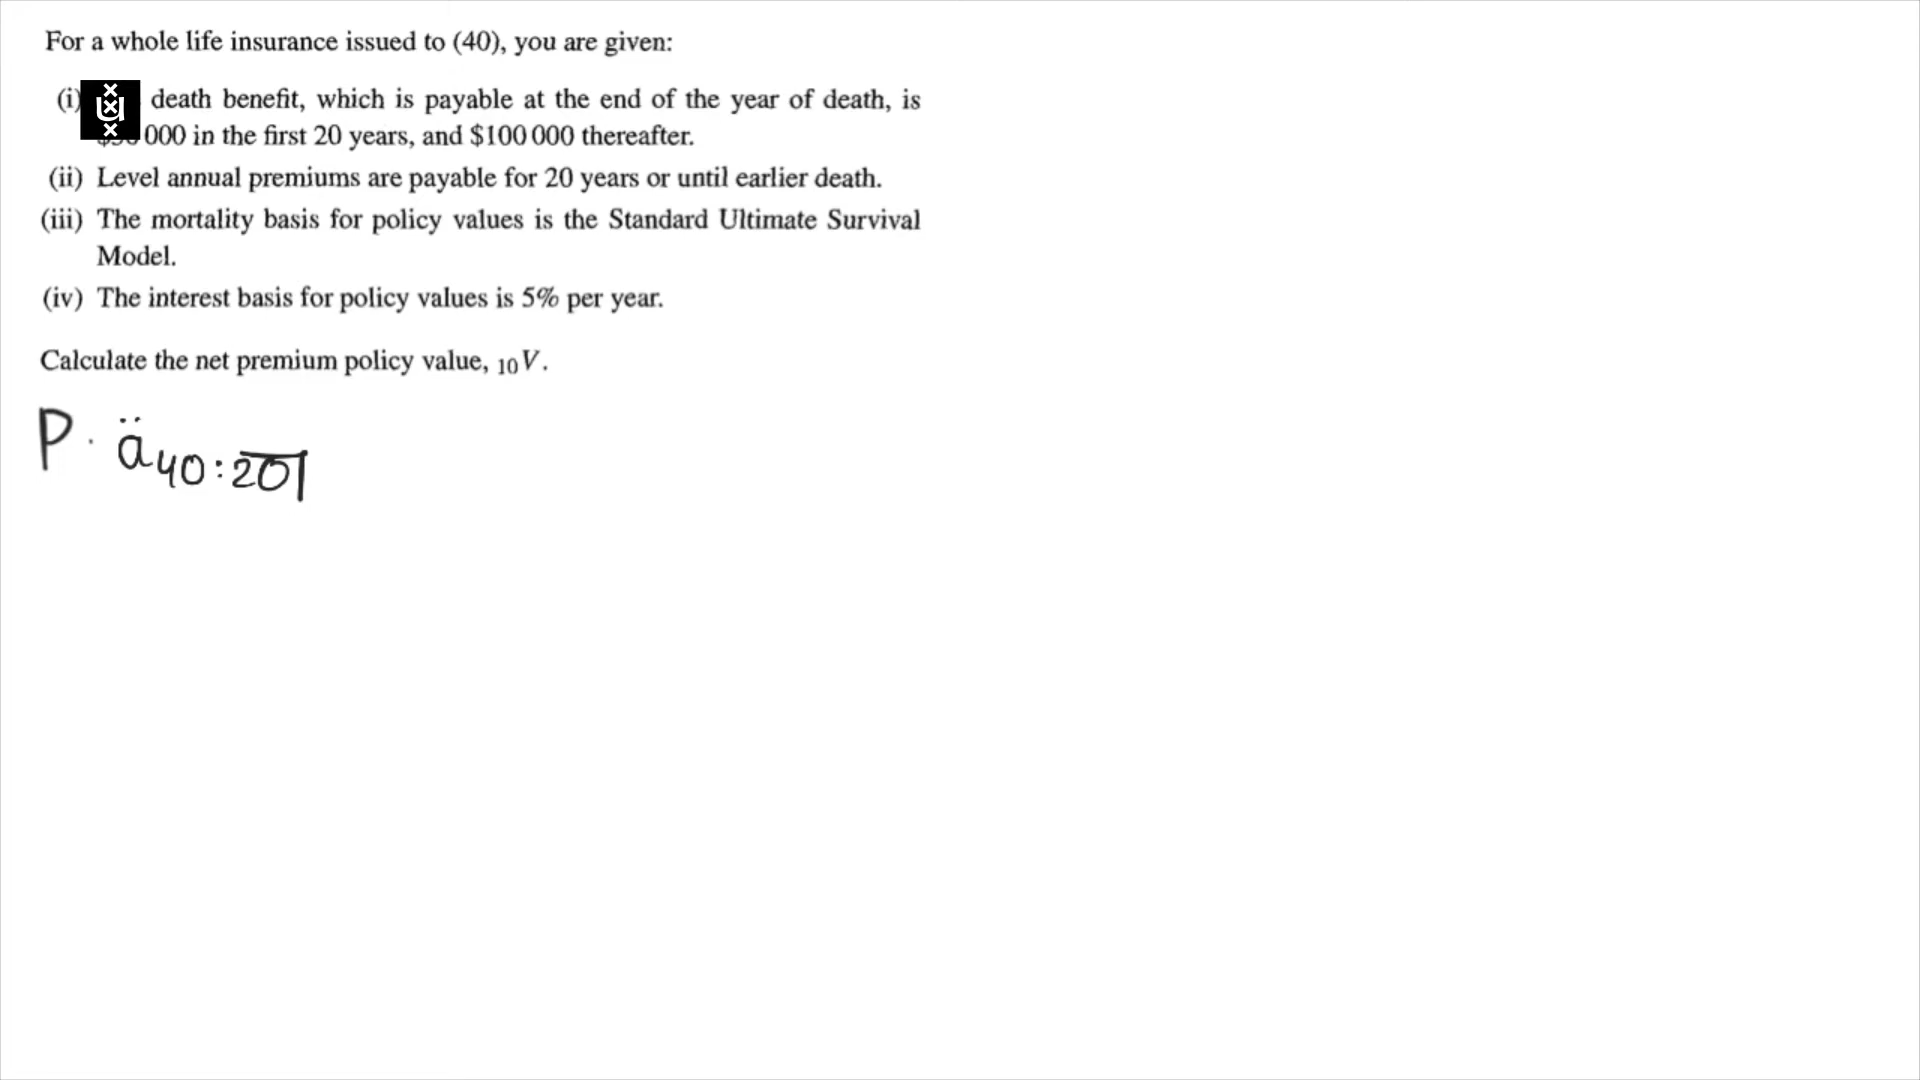 For a whole life insurance issued to (40), you are given:
(i) death benefit, which is payable at the end of the year of death, is
000 in the first 20 years, and $100 000 thereafter.
(ii) Level annual premiums are payable for 20 years or until earlier death.
(iii) The mortality basis for policy values is the Standard Ultimate Survival
Model.
(iv) The interest basis for policy values is 5% per year.
Calculate the net premium policy value, ₁₀V.
P · ä40:20̅|